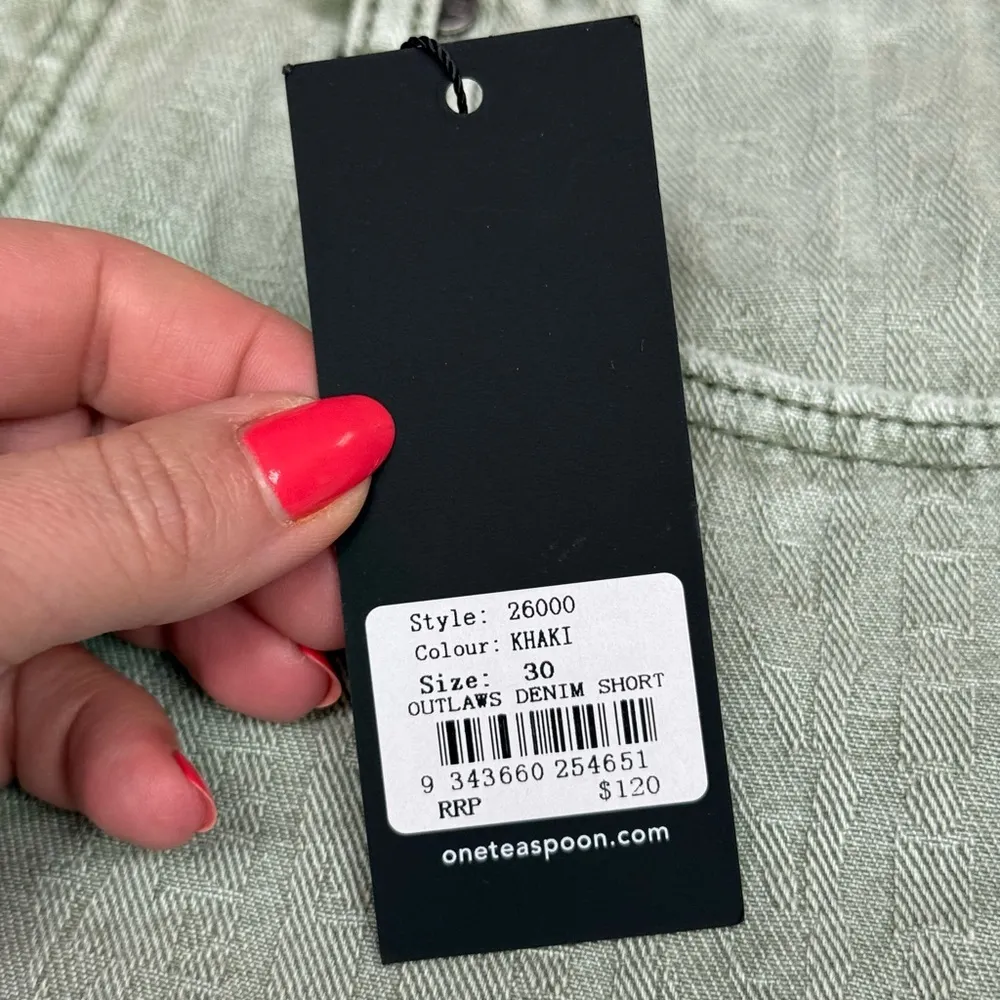 Style: 26000
Colour: KHAKI
Size: 30
OUTLAWS DENIM SHORT
9 343660 254651
RRP $120
oneteaspoon.com